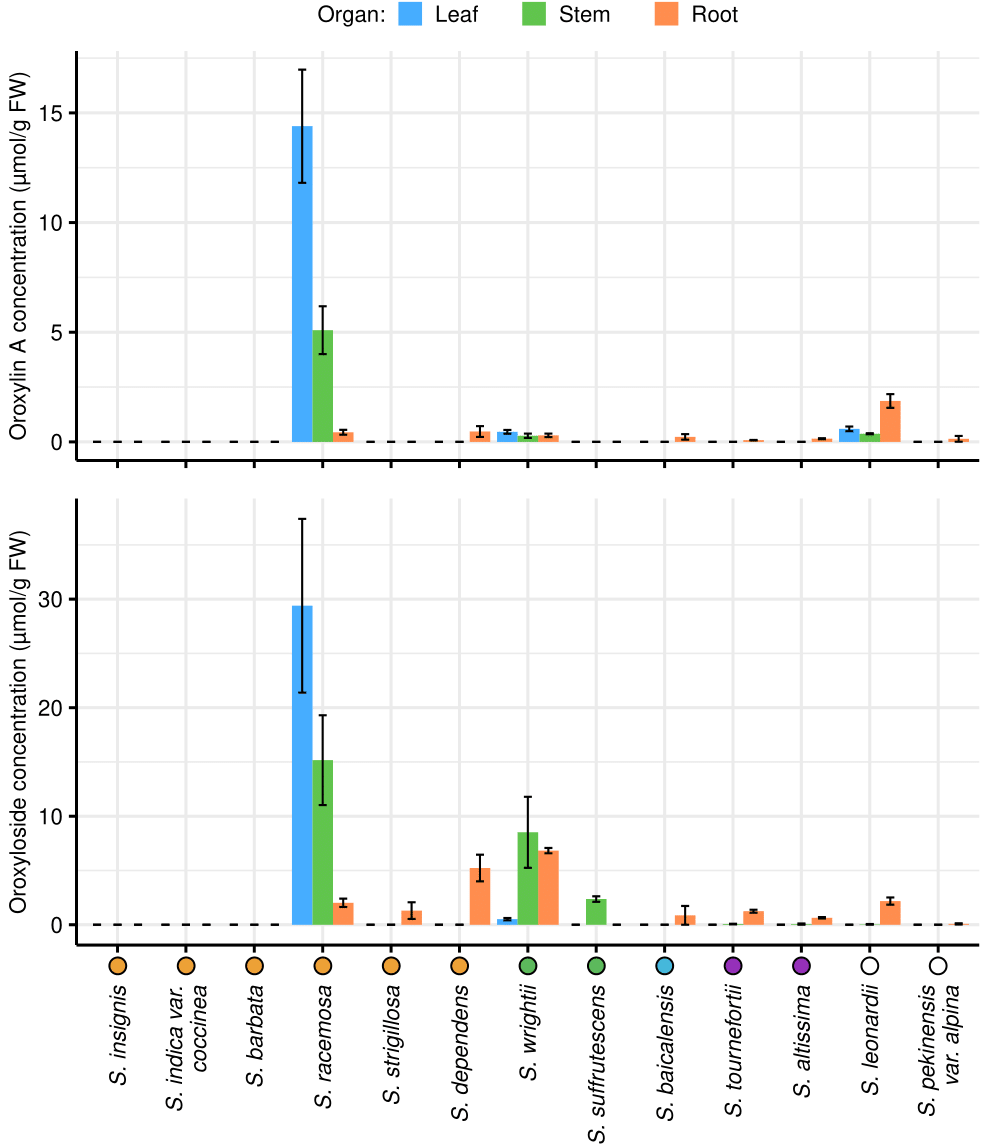 Organ: Leaf Stem Root
Oroxylin A concentration (µmol/g FW)
15
10
5
0
Oroxyloside concentration (µmol/g FW)
30
20
10
0
S. insignis
S. indica var.
coccinea
S. barbata
S. racemosa
S. strigillosa
S. dependens
S. wrightii
S. suffrutescens
S. baicalensis
S. tournefortii
S. altissima
S. leonardii
S. pekinensis
var. alpina